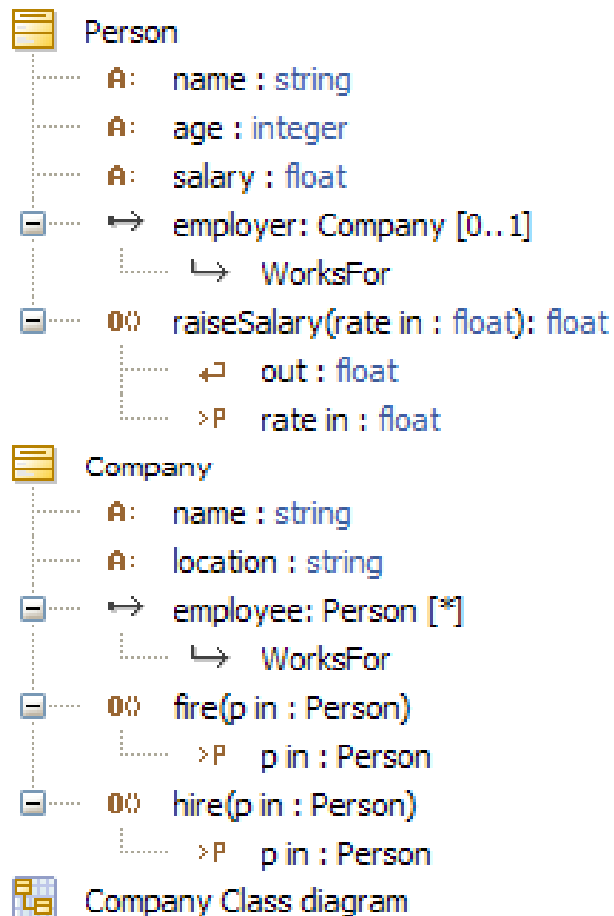 Person
A: name : string
A: age : integer
A: salary : float
employer: Company [0..1]
WorksFor
O() raiseSalary(rate in : float): float
out : float
>P rate in : float
Company
A: name : string
A: location : string
employee: Person [*]
WorksFor
O() fire(p in : Person)
>P p in : Person
O() hire(p in : Person)
>P p in : Person
Company Class diagram